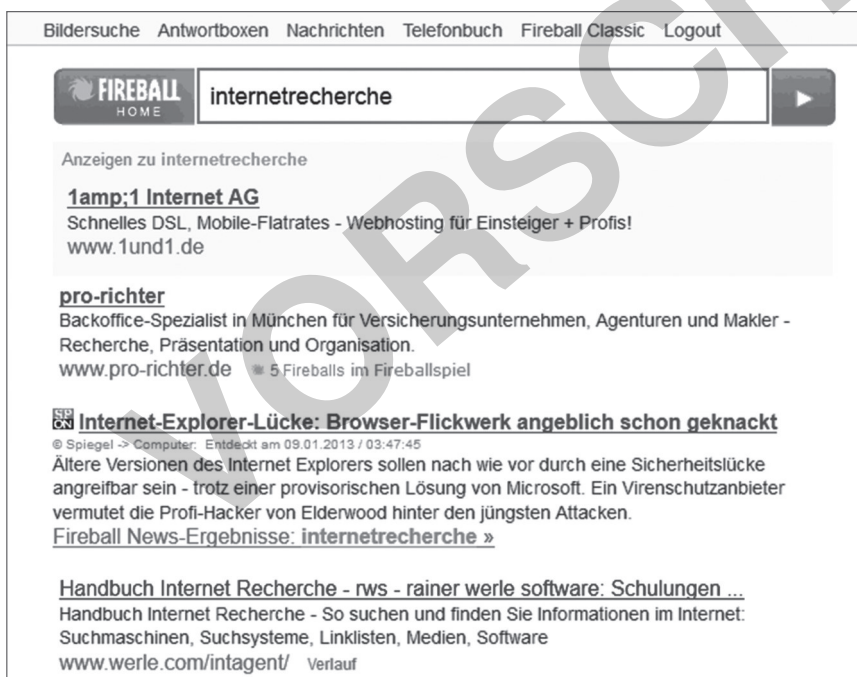 Bildersuche Antwortboxen Nachrichten Telefonbuch Fireball Classic Logout
FIREBALL
HOME
internetrecherche
Anzeigen zu internetrecherche
1amp;1 Internet AG
Schnelles DSL, Mobile-Flatrates - Webhosting für Einsteiger + Profis!
www.1und1.de
pro-richter
Backoffice-Spezialist in München für Versicherungsunternehmen, Agenturen und Makler -
Recherche, Präsentation und Organisation.
www.pro-richter.de 5 Fireballs im Fireballspiel
SPON Internet-Explorer-Lücke: Browser-Flickwerk angeblich schon geknackt
© Spiegel -> Computer: Entdeckt am 09.01.2013 / 03:47:45
Ältere Versionen des Internet Explorers sollen nach wie vor durch eine Sicherheitslücke
angreifbar sein - trotz einer provisorischen Lösung von Microsoft. Ein Virenschutzanbieter
vermutet die Profi-Hacker von Elderwood hinter den jüngsten Attacken.
Fireball News-Ergebnisse: internetrecherche »
Handbuch Internet Recherche - rws - rainer werle software: Schulungen ...
Handbuch Internet Recherche - So suchen und finden Sie Informationen im Internet:
Suchmaschinen, Suchsysteme, Linklisten, Medien, Software
www.werle.com/intagent/ Verlauf
VORSCH